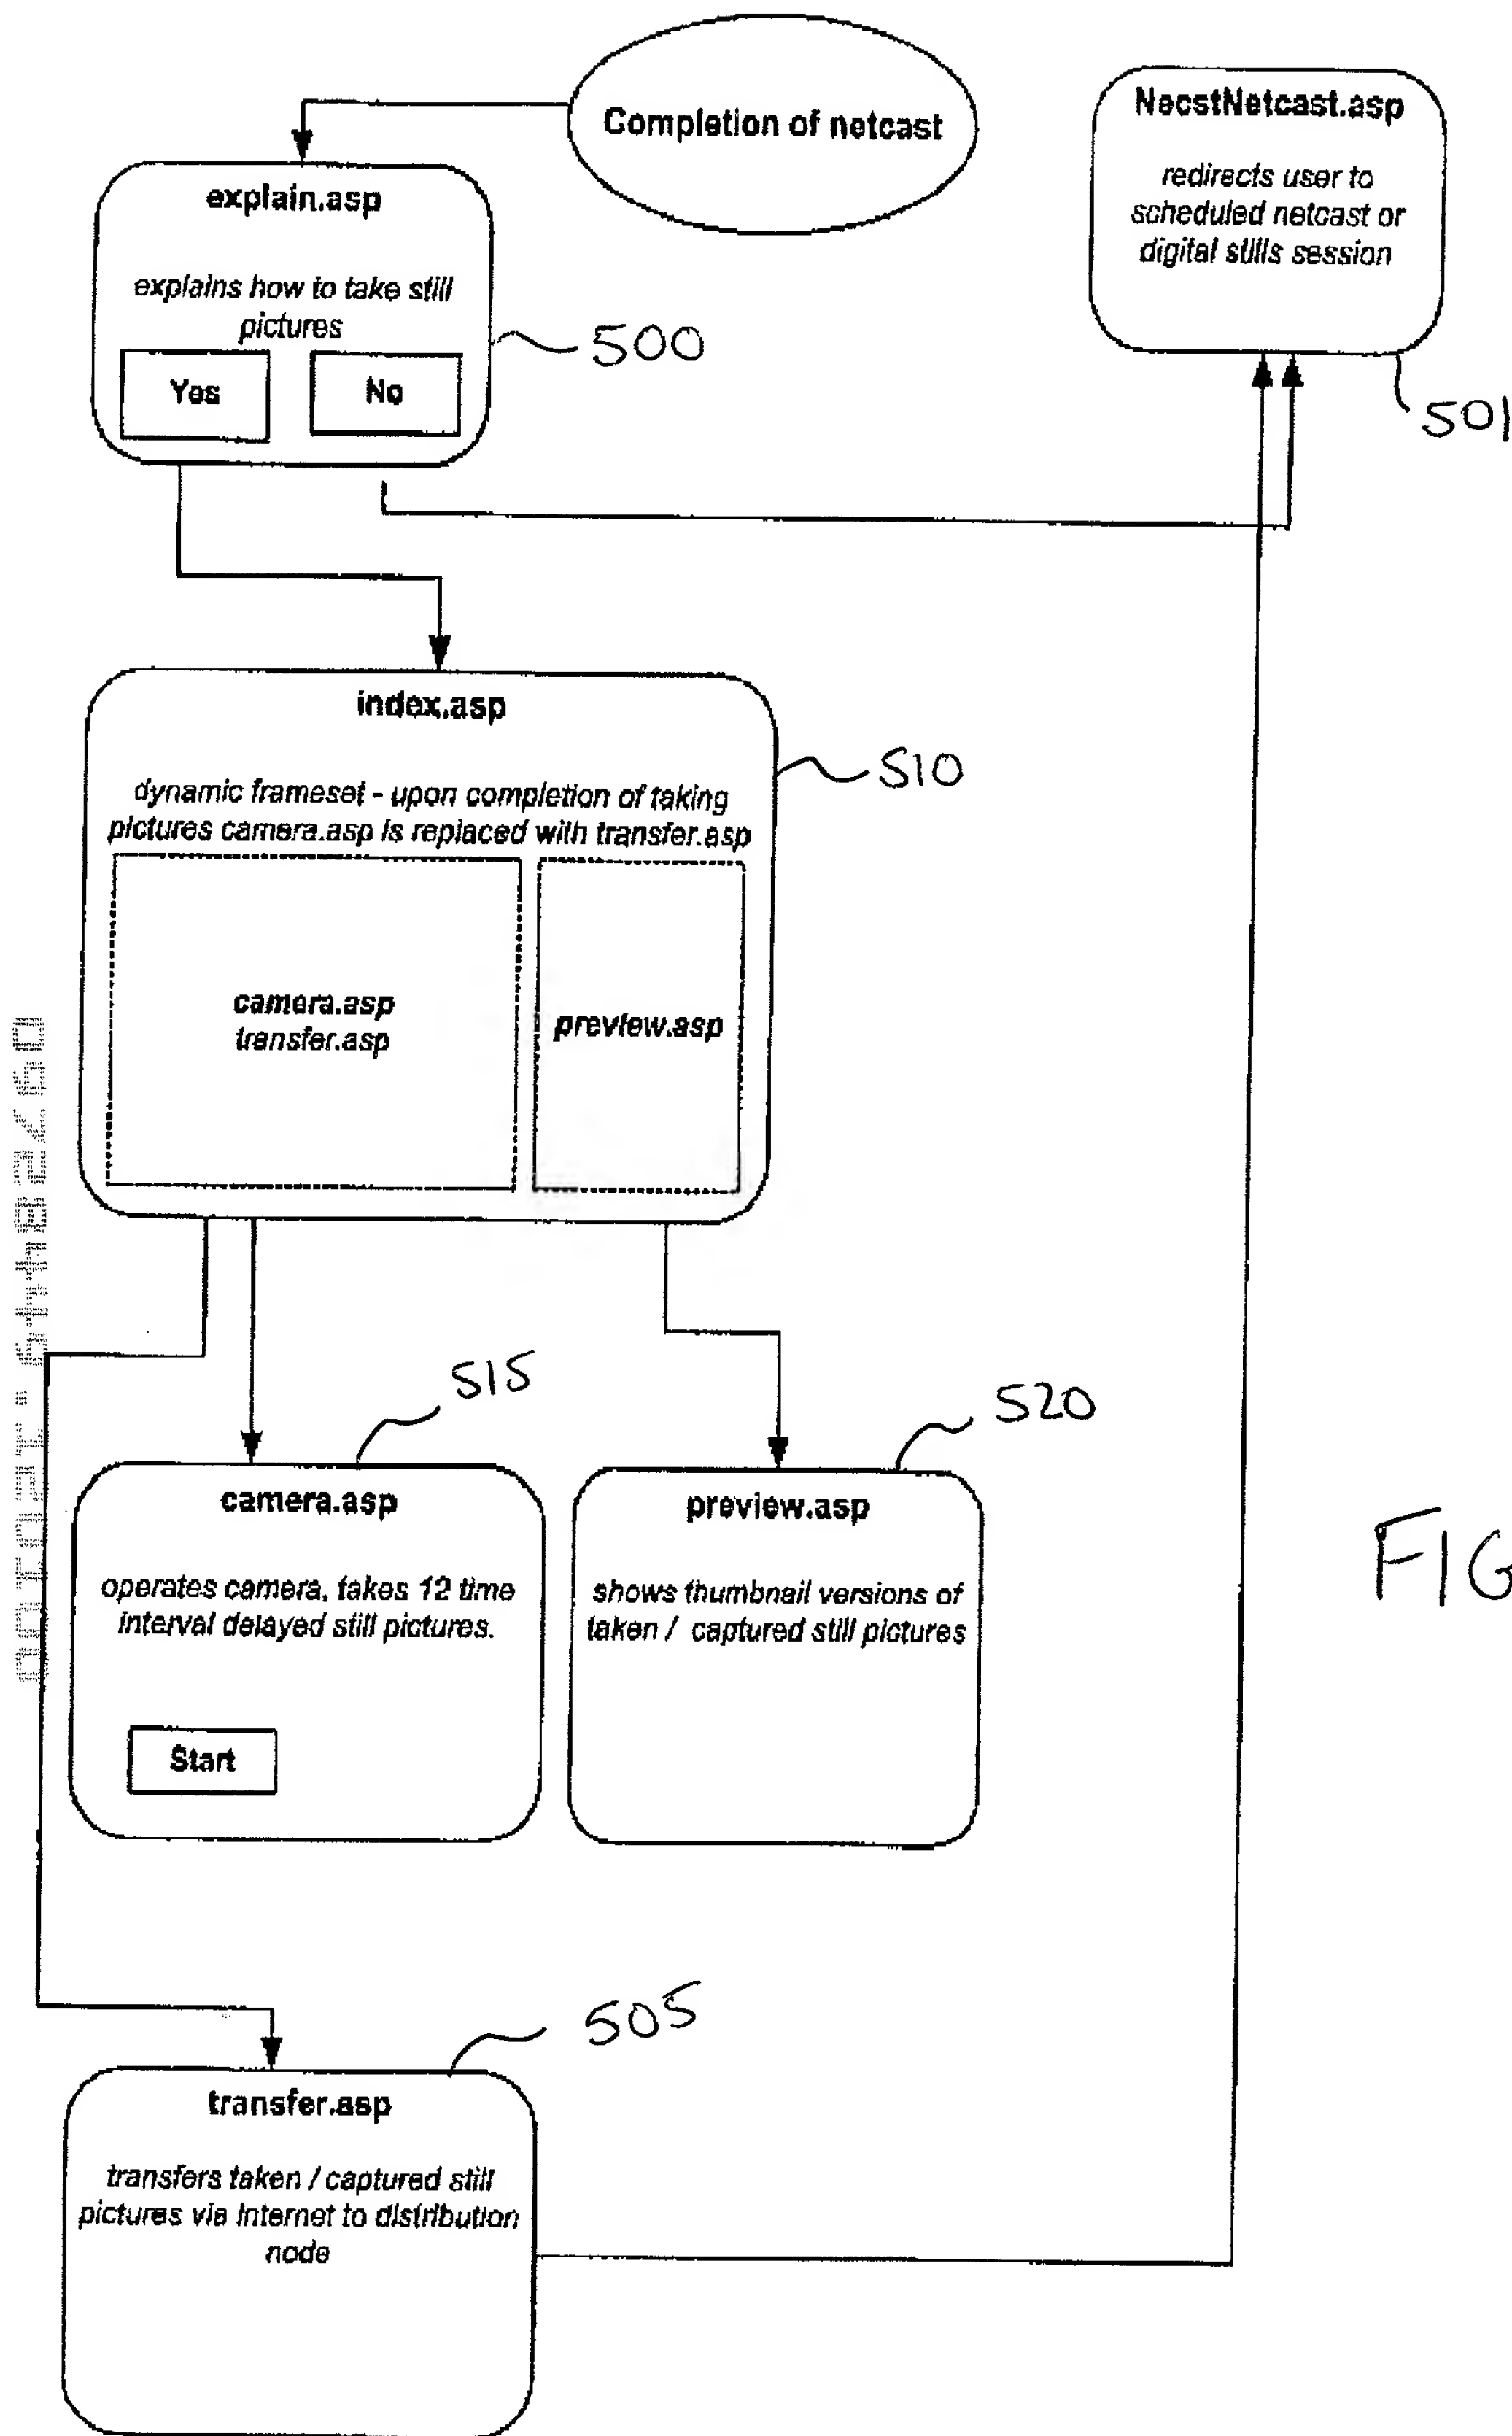 Completion of netcast
NecstNetcast.asp
redirects user to
scheduled netcast or
digital stills session
501
explain.asp
explains how to take still
pictures
Yes
No
500
index.asp
dynamic frameset - upon completion of taking
pictures camera.asp is replaced with transfer.asp
camera.asp
transfer.asp
preview.asp
510
515
camera.asp
operates camera, takes 12 time
interval delayed still pictures.
Start
520
preview.asp
shows thumbnail versions of
taken / captured still pictures
FIG
505
transfer.asp
transfers taken / captured still
pictures via Internet to distribution
node